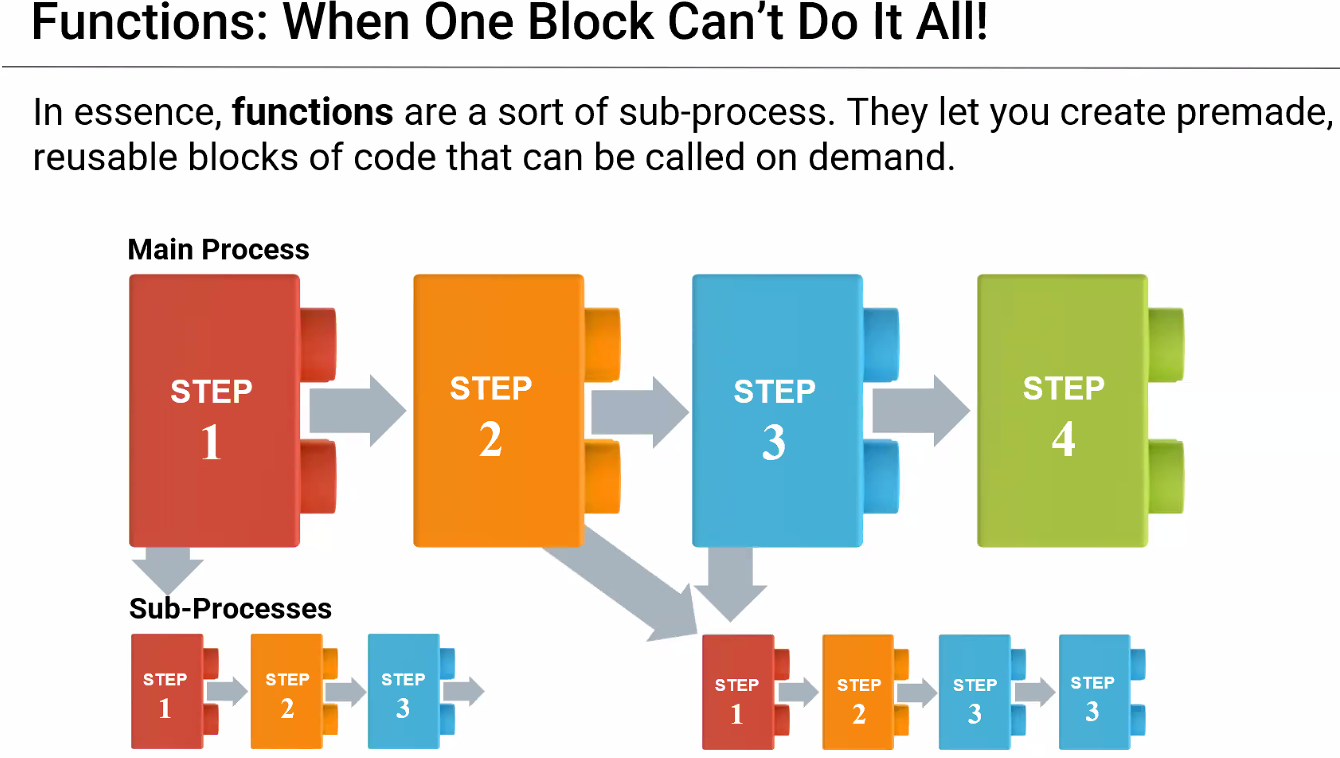 Functions: When One Block Can't Do It All!
In essence, functions are a sort of sub-process. They let you create premade,
reusable blocks of code that can be called on demand.
Main Process
STEP
1
STEP
2
STEP
3
STEP
4
Sub-Processes
STEP
1
STEP
2
STEP
3
STEP
1
STEP
2
STEP
3
STEP
3